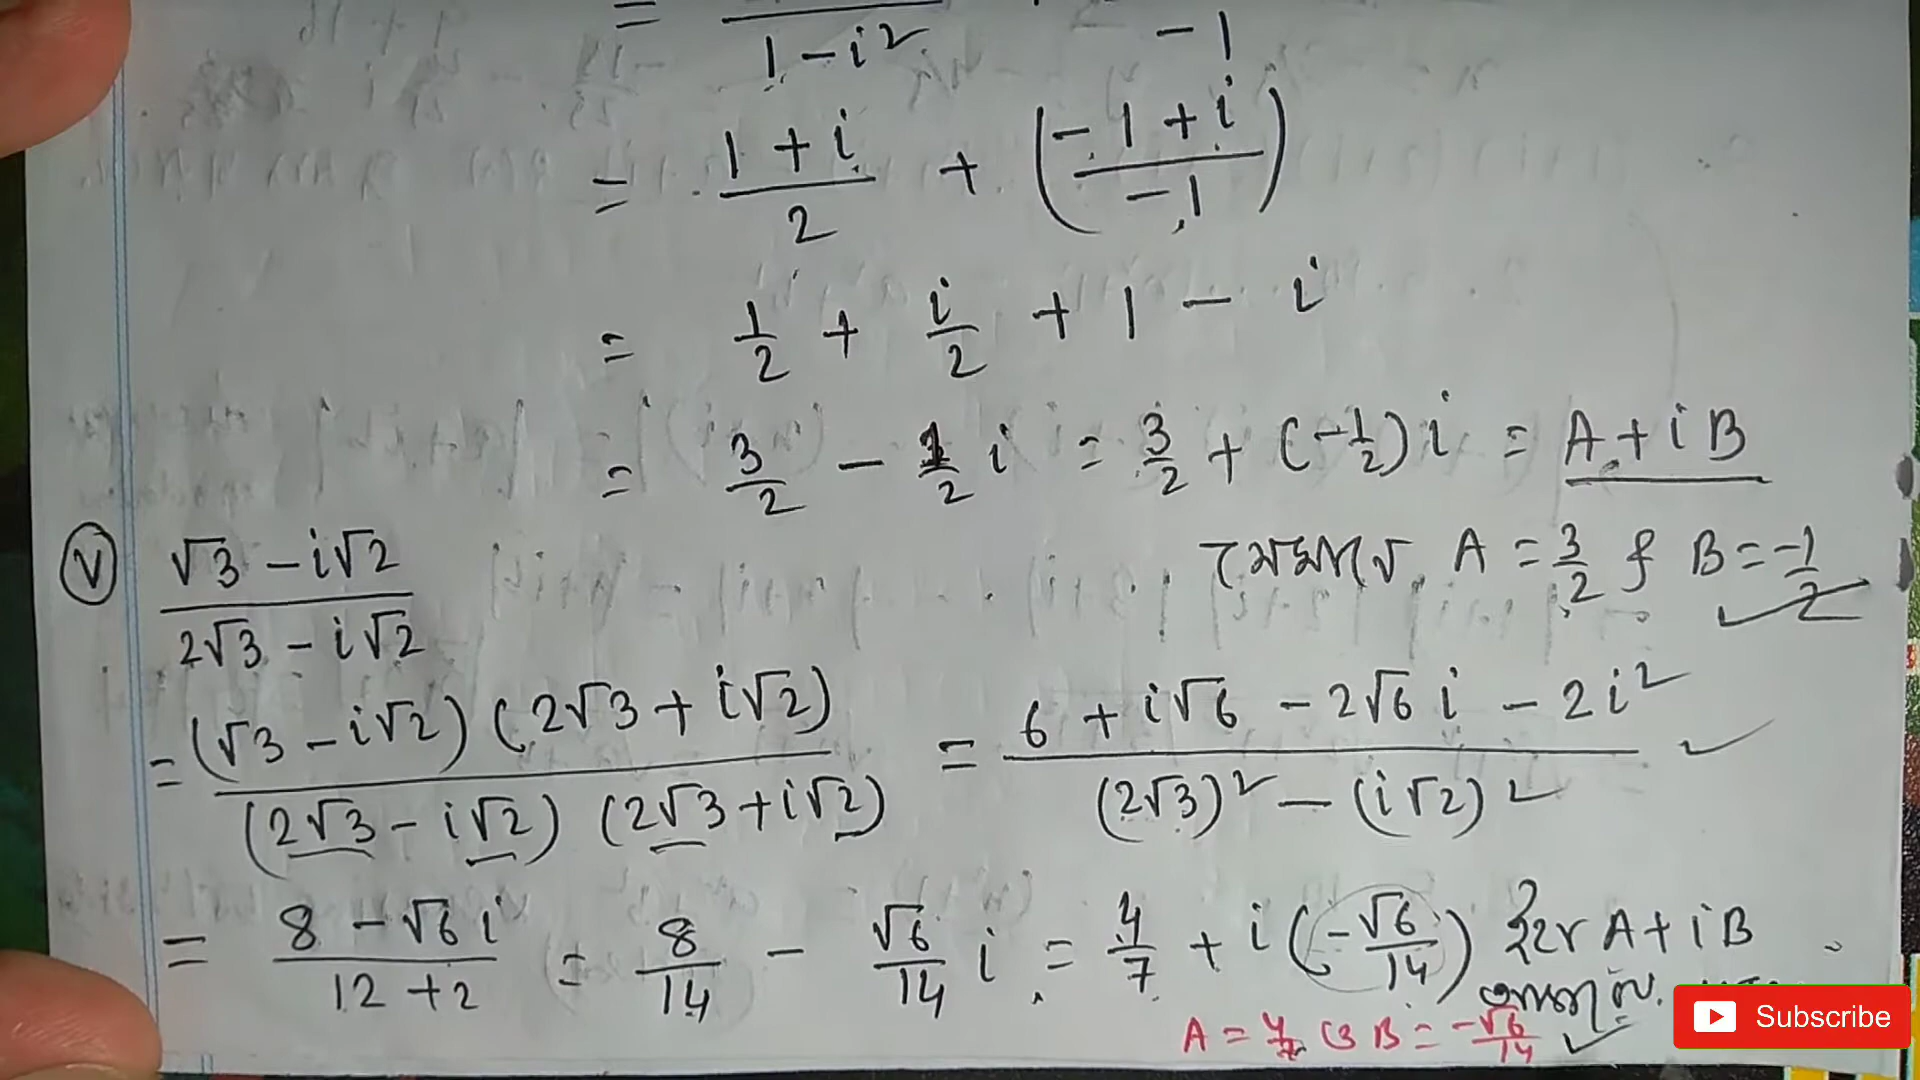 = 1 - i² - 1
= (1 + i)/2 + ((-1 + i)/-1)
= 1/2 + i/2 + 1 - i
= 3/2 - 1/2 i = 3/2 + (-1/2) i = A + iB
A = 3/2 ও B = -1/2
(V) (√3 - i√2)/(2√3 - i√2)
= ((√3 - i√2) (2√3 + i√2))/((2√3 - i√2) (2√3 + i√2)) = (6 + i√6 - 2√6 i - 2i²)/((2√3)² - (i√2)²)
= (8 - √6 i)/(12 + 2) = 8/14 - √6/14 i = 4/7 + i (-√6/14) A + iB
A = 4/7 ও B = -√6/14
Subscribe